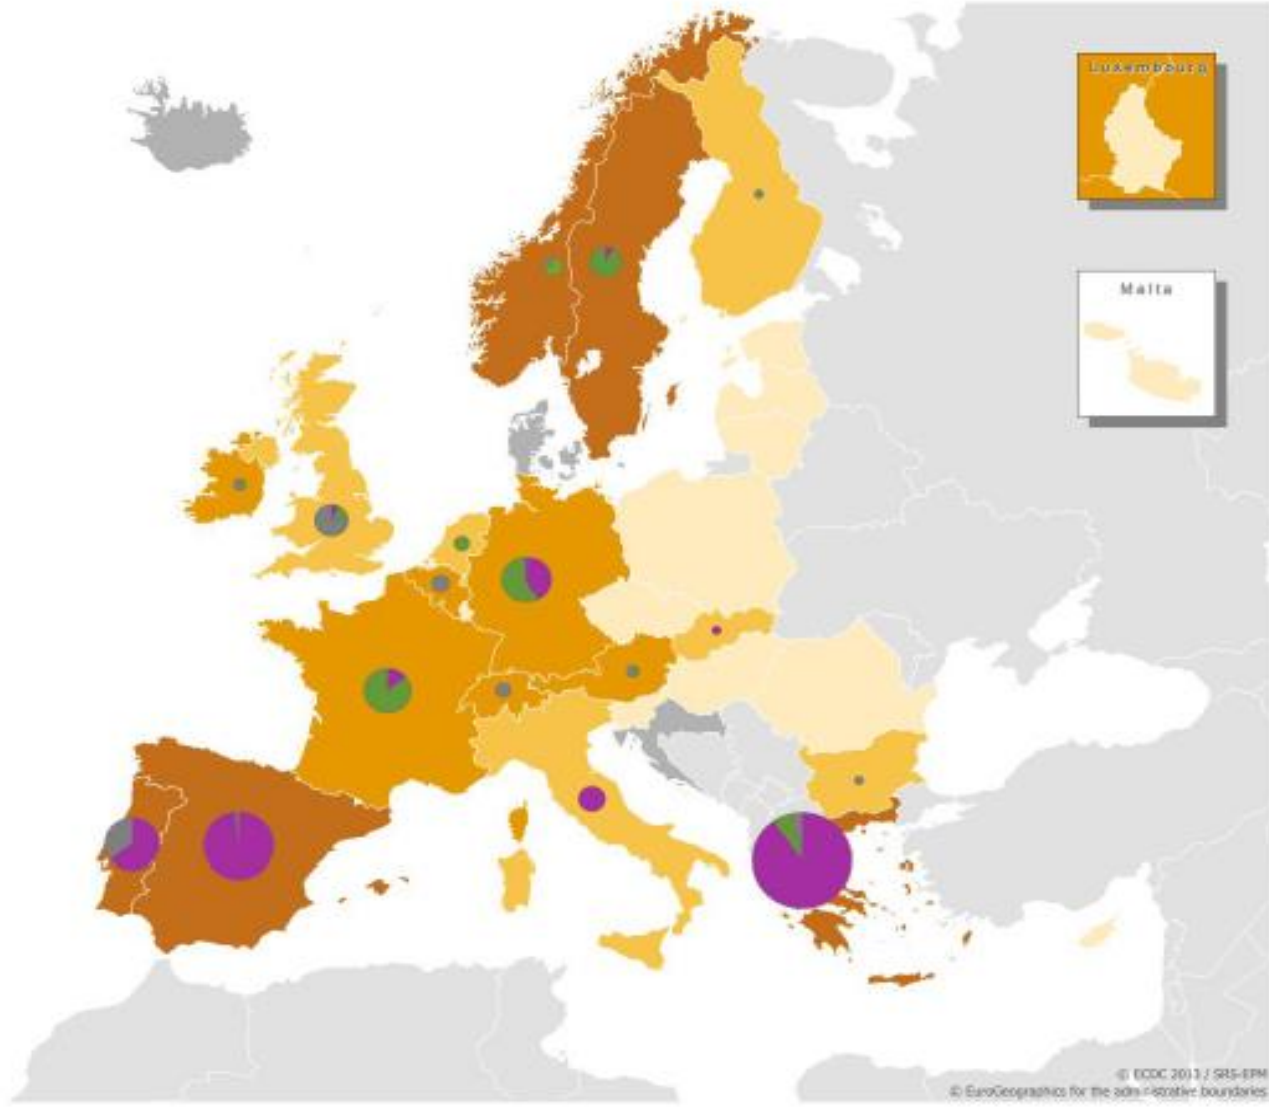 Luxembourg
Malta
© ECDC 2013 / SRS-EPM
© EuroGeographics for the administrative boundaries